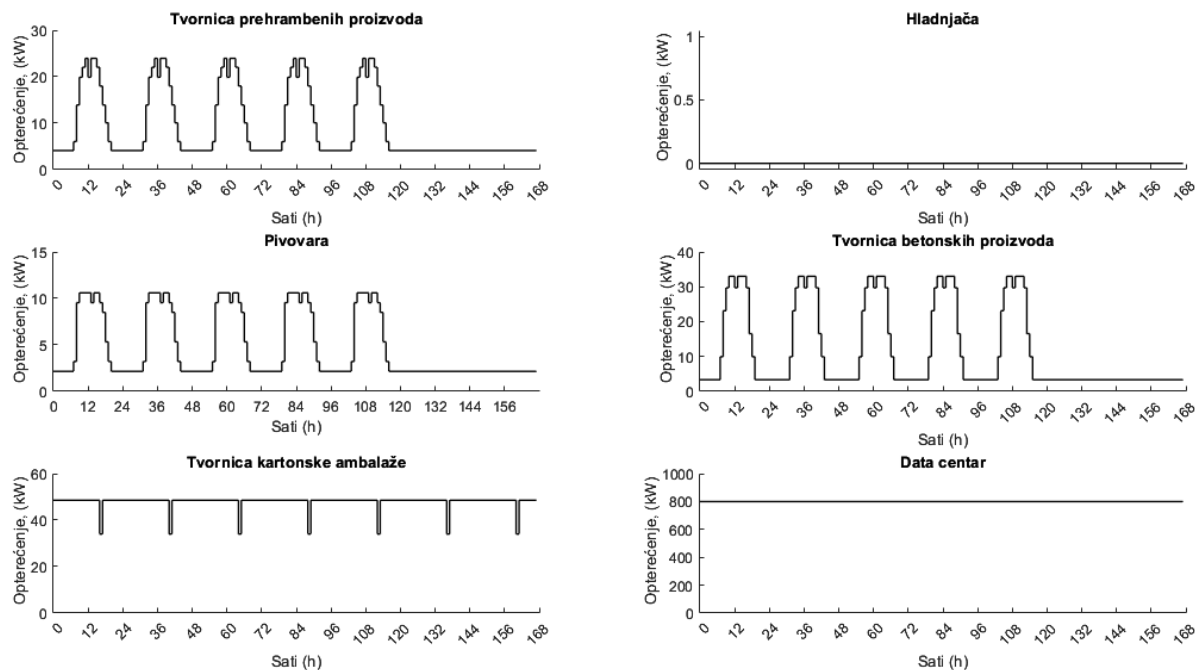 Tvornica prehrambenih proizvoda
Opterećenje, (kW)
30
20
10
0
0 12 24 36 48 60 72 84 96 108 120 132 144 156 168
Sati (h)
Hladnjača
Opterećenje, (kW)
1
0.5
0
0 12 24 36 48 60 72 84 96 108 120 132 144 156 168
Sati (h)
Pivovara
Opterećenje, (kW)
15
10
5
0
0 12 24 36 48 60 72 84 96 108 120 132 144 156
Sati (h)
Tvornica betonskih proizvoda
Opterećenje, (kW)
40
30
20
10
0
0 12 24 36 48 60 72 84 96 108 120 132 144 156 168
Sati (h)
Tvornica kartonske ambalaže
Opterećenje, (kW)
60
40
20
0
0 12 24 36 48 60 72 84 96 108 120 132 144 156 168
Sati (h)
Data centar
Opterećenje, (kW)
1000
800
600
400
200
0
0 12 24 36 48 60 72 84 96 108 120 132 144 156 168
Sati (h)